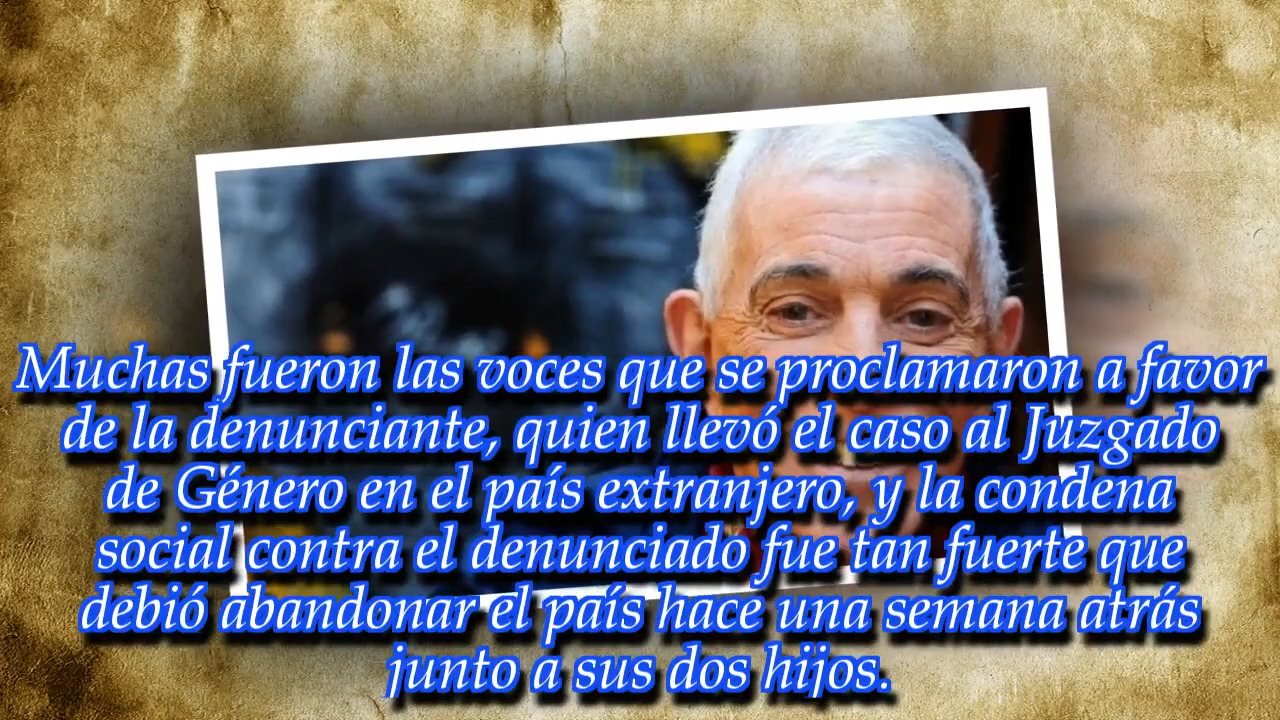 Muchas fueron las voces que se proclamaron a favor
de la denunciante, quien llevó el caso al Juzgado
de Género en el país extranjero, y la condena
social contra el denunciado fue tan fuerte que
debió abandonar el país hace una semana atrás
junto a sus dos hijos.